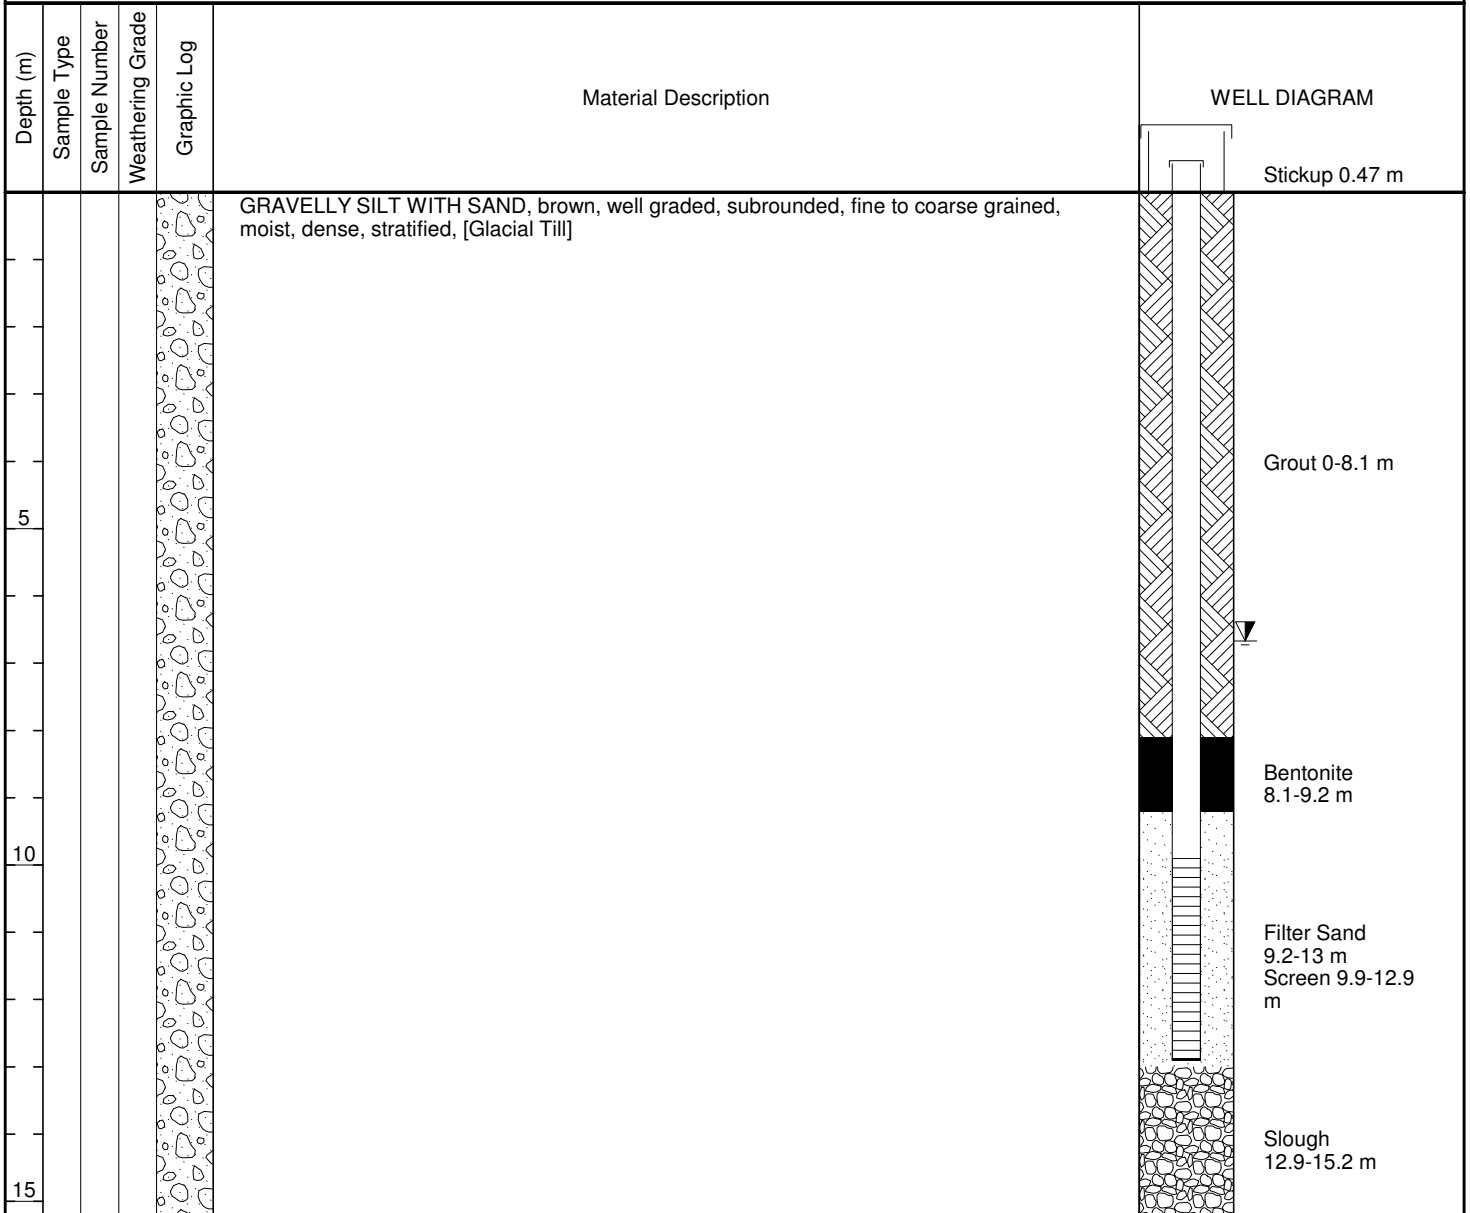 Depth (m)
Sample Type
Sample Number
Weathering Grade
Graphic Log
Material Description
WELL DIAGRAM
Stickup 0.47 m
GRAVELLY SILT WITH SAND, brown, well graded, subrounded, fine to coarse grained,
moist, dense, stratified, [Glacial Till]
Grout 0-8.1 m
5
Bentonite
8.1-9.2 m
10
Filter Sand
9.2-13 m
Screen 9.9-12.9
m
Slough
12.9-15.2 m
15